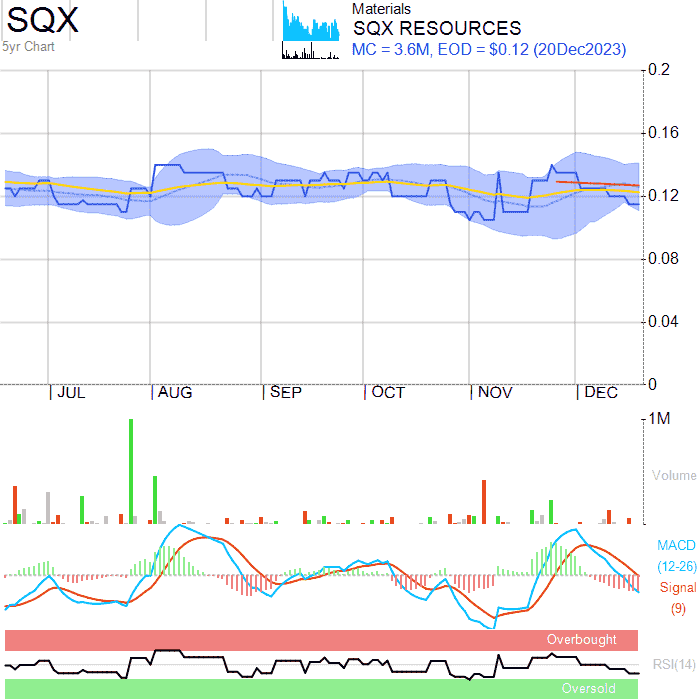 SQX
5yr Chart
Materials
SQX RESOURCES
MC = 3.6M, EOD = $0.12 (20Dec2023)
0.2
0.16
0.12
0.08
0.04
0
JUL AUG SEP OCT NOV DEC
1M
Volume
MACD
(12-26)
Signal
(9)
Overbought
RSI(14)
Oversold